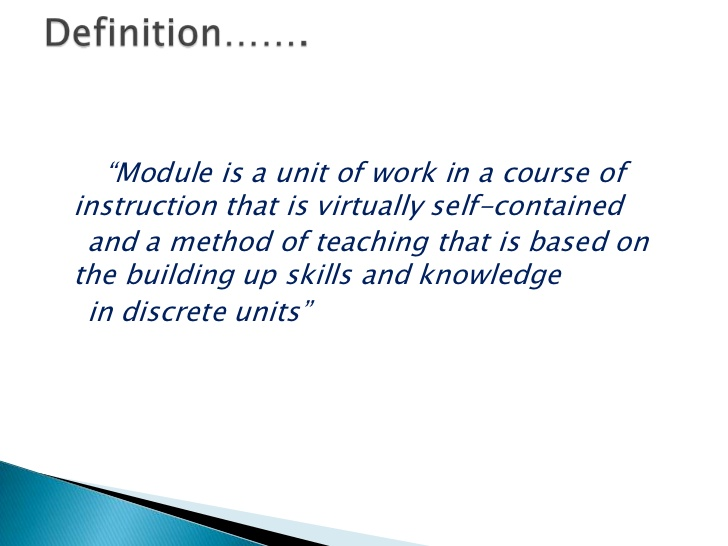 Definition…….
“Module is a unit of work in a course of
instruction that is virtually self-contained
and a method of teaching that is based on
the building up skills and knowledge
in discrete units”